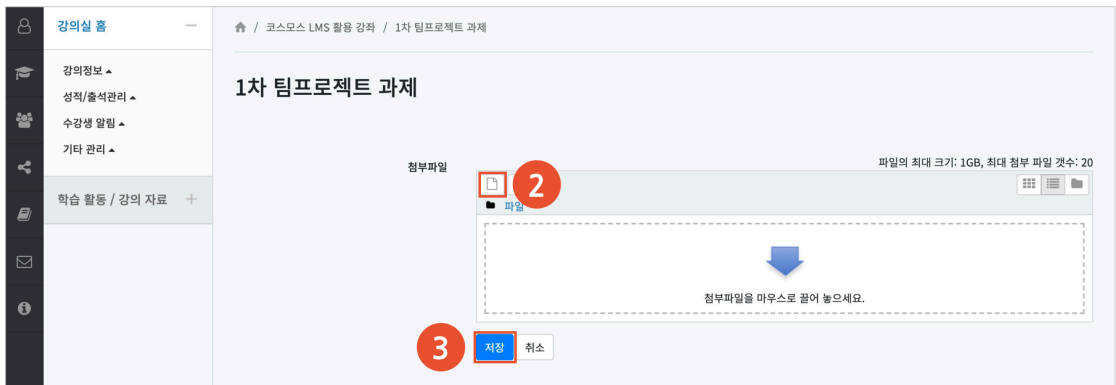 강의실 홈
강의정보
성적/출석관리
수강생 알림
기타 관리
학습 활동 / 강의 자료
/ 코스모스 LMS 활용 강좌 / 1차 팀프로젝트 과제
1차 팀프로젝트 과제
첨부파일
파일의 최대 크기: 1GB, 최대 첨부 파일 갯수: 20
2
파일
첨부파일을 마우스로 끌어 놓으세요.
3
저장 취소